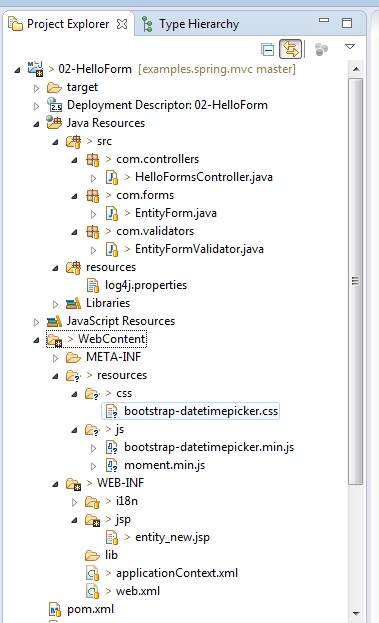 Project Explorer Type Hierarchy
> 02-HelloForm [examples.spring.mvc master]
target
Deployment Descriptor: 02-HelloForm
Java Resources
> src
> com.controllers
> HelloFormsController.java
> com.forms
> EntityForm.java
> com.validators
> EntityFormValidator.java
> resources
log4j.properties
Libraries
JavaScript Resources
> WebContent
META-INF
> resources
> css
bootstrap-datetimepicker.css
> js
bootstrap-datetimepicker.min.js
moment.min.js
> WEB-INF
> i18n
> jsp
> entity_new.jsp
lib
> applicationContext.xml
> web.xml
pom.xml